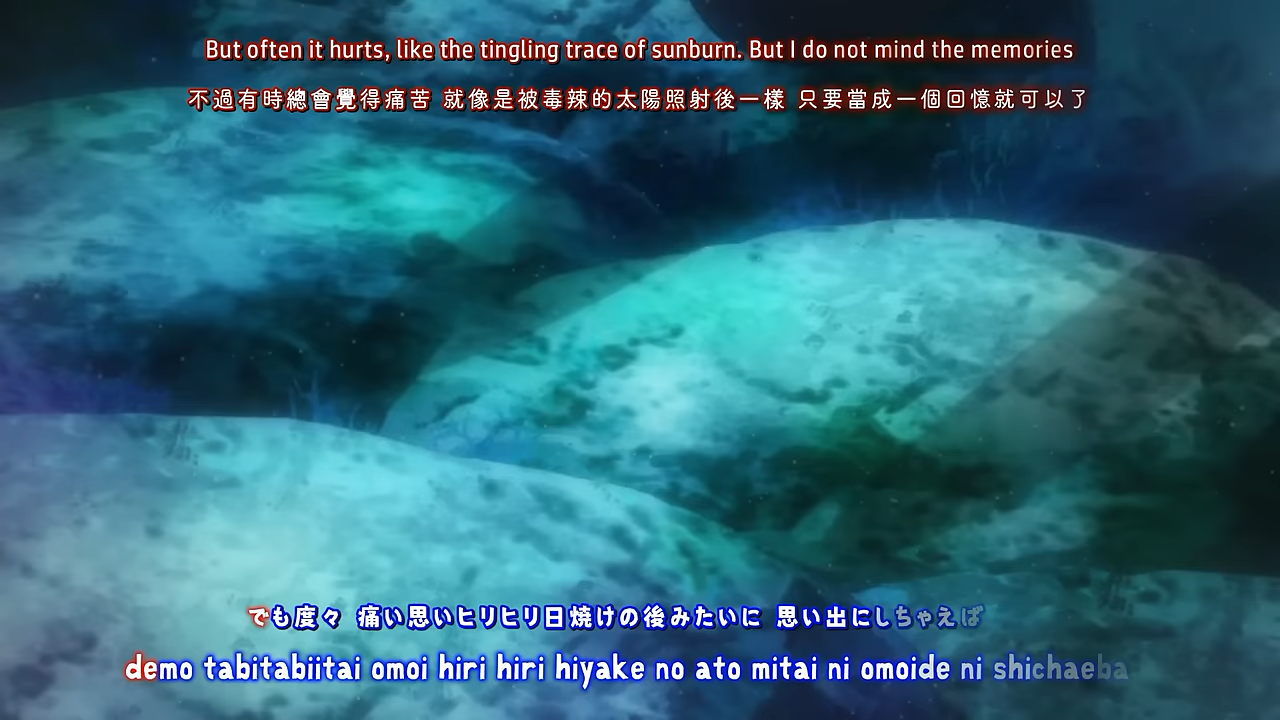 But often it hurts, like the tingling trace of sunburn. But I do not mind the memories
不過有時總會覺得痛苦 就像是被毒辣的太陽照射後一樣 只要當成一個回憶就可以了
でも度々 痛い思いヒリヒリ日焼けの後みたいに 思い出にしちゃえば
demo tabitabiitai omoi hiri hiri hiyake no ato mitai ni omoide ni shichaeba